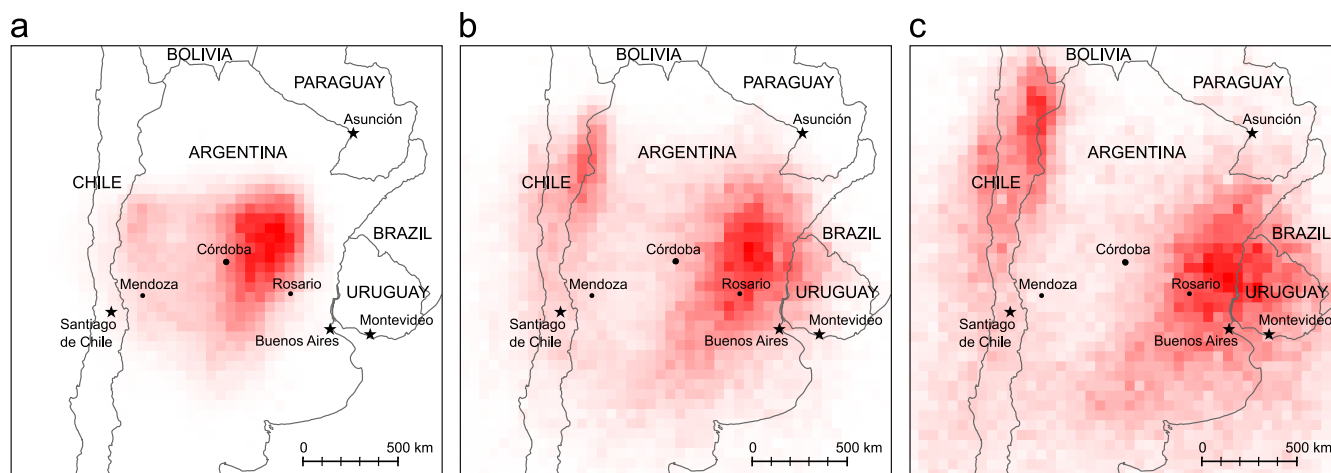 a
BOLIVIA
PARAGUAY
Asunción
ARGENTINA
CHILE
BRAZIL
Córdoba
Mendoza
Rosario
URUGUAY
Santiago
de Chile
Buenos Aires
Montevideo
0
500 km
b
BOLIVIA
PARAGUAY
Asunción
ARGENTINA
CHILE
BRAZIL
Córdoba
Mendoza
Rosario
URUGUAY
Santiago
de Chile
Buenos Aires
Montevideo
0
500 km
c
BOLIVIA
PARAGUAY
Asunción
ARGENTINA
CHILE
BRAZIL
Córdoba
Mendoza
Rosario
URUGUAY
Santiago
de Chile
Buenos Aires
Montevideo
0
500 km